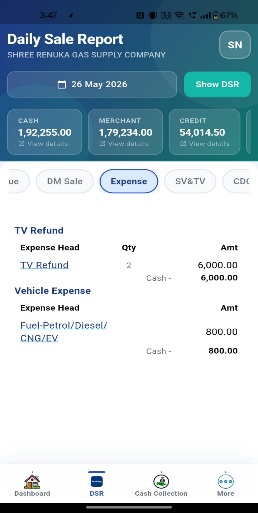 3:47 67%
Daily Sale Report
SHREE RENUKA GAS SUPPLY COMPANY
SN
26 May 2026
Show DSR
CASH MERCHANT CREDIT
1,92,255.00 1,79,234.00 54,014.50
View details View details View details
ue DM Sale Expense SV&TV CDC
TV Refund
Expense Head Qty Amt
TV Refund 2 6,000.00
Cash - 6,000.00
Vehicle Expense
Expense Head Amt
Fuel-Petrol/Diesel/
CNG/EV 800.00
Cash - 800.00
Dashboard DSR Cash Collection More